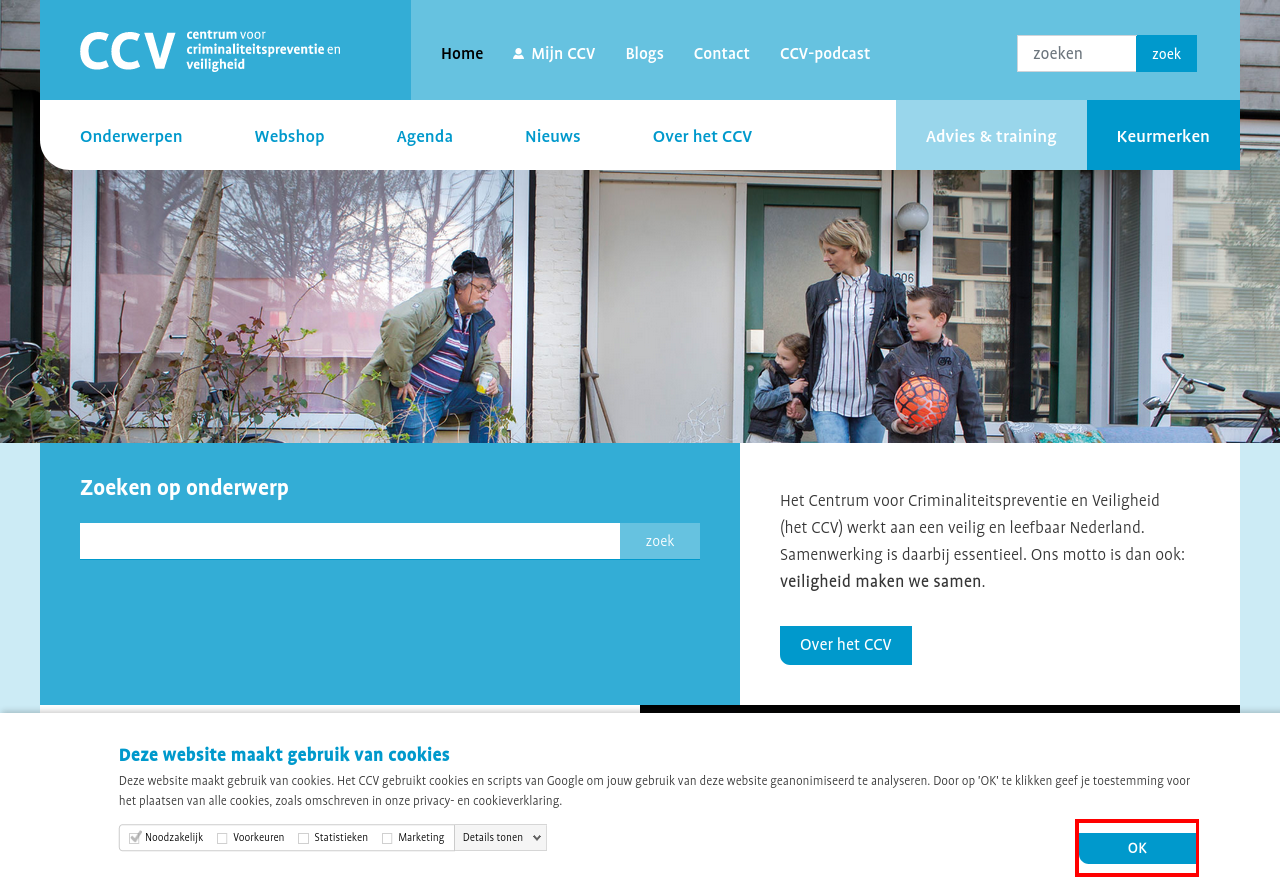 CCV centrum voor
criminaliteitspreventie en
veiligheid
Home Mijn CCV Blogs Contact CCV-podcast zoeken zoek
Onderwerpen Webshop Agenda Nieuws Over het CCV Advies & training Keurmerken
206
Zoeken op onderwerp
zoek
Het Centrum voor Criminaliteitspreventie en Veiligheid
(het CCV) werkt aan een veilig en leefbaar Nederland.
Samenwerking is daarbij essentieel. Ons motto is dan ook:
veiligheid maken we samen.
Over het CCV
Deze website maakt gebruik van cookies
Deze website maakt gebruik van cookies. Het CCV gebruikt cookies en scripts van Google om jouw gebruik van deze website geanonimiseerd te analyseren. Door op 'OK' te klikken geef je toestemming voor
het plaatsen van alle cookies, zoals omschreven in onze privacy- en cookieverklaring.
Noodzakelijk Voorkeuren Statistieken Marketing Details tonen
OK